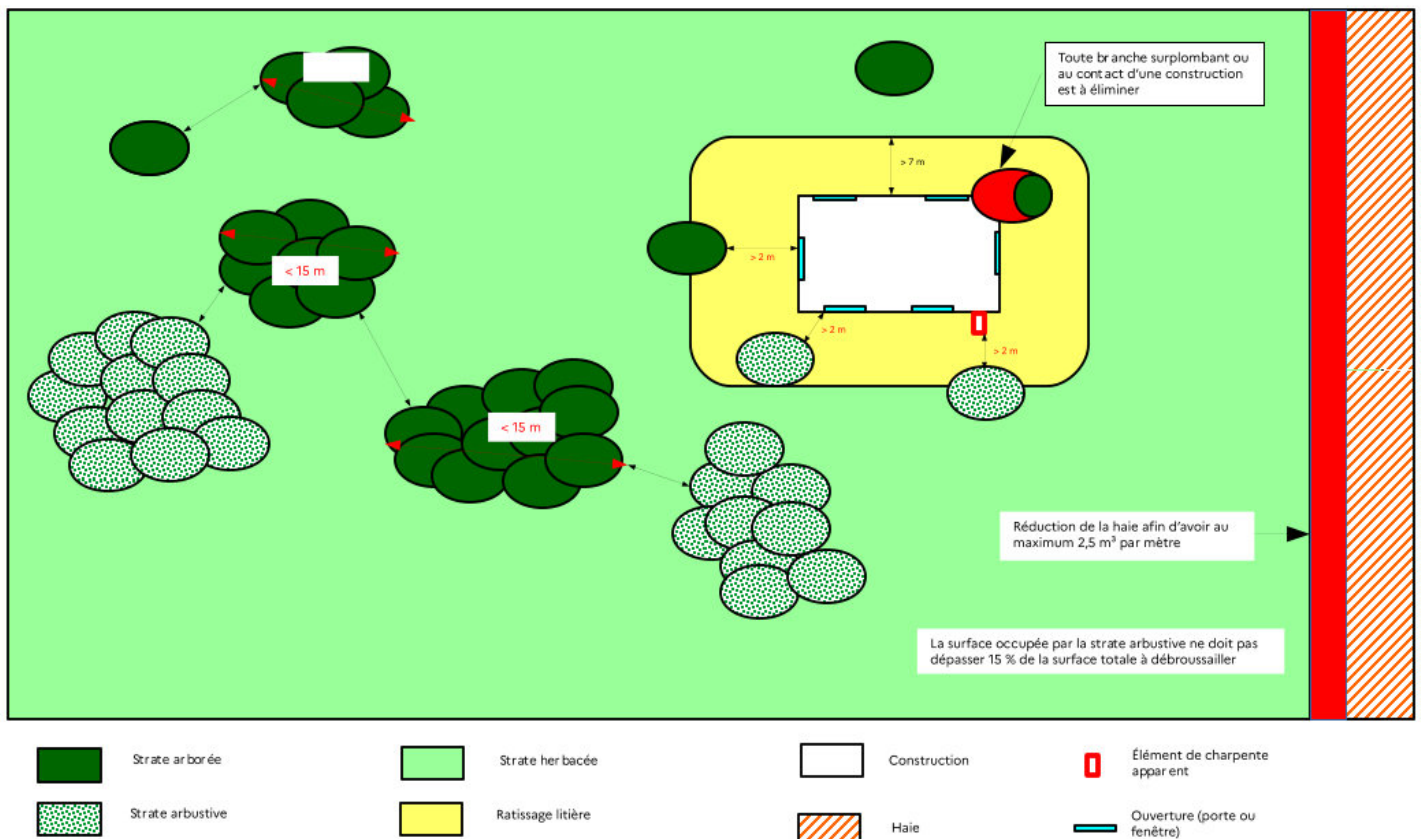 Toute branche surplombant ou
au contact d'une construction
est à éliminer
> 7 m
> 2 m
< 15 m
> 2 m
> 2 m
< 15 m
Réduction de la haie afin d'avoir au
maximum 2,5 m³ par mètre
La surface occupée par la strate arbustive ne doit pas
dépasser 15 % de la surface totale à débroussailler
Strate arborée
Strate herbacée
Construction
Élément de charpente
apparent
Strate arbustive
Ratissage litière
Haie
Ouverture (porte ou
fenêtre)